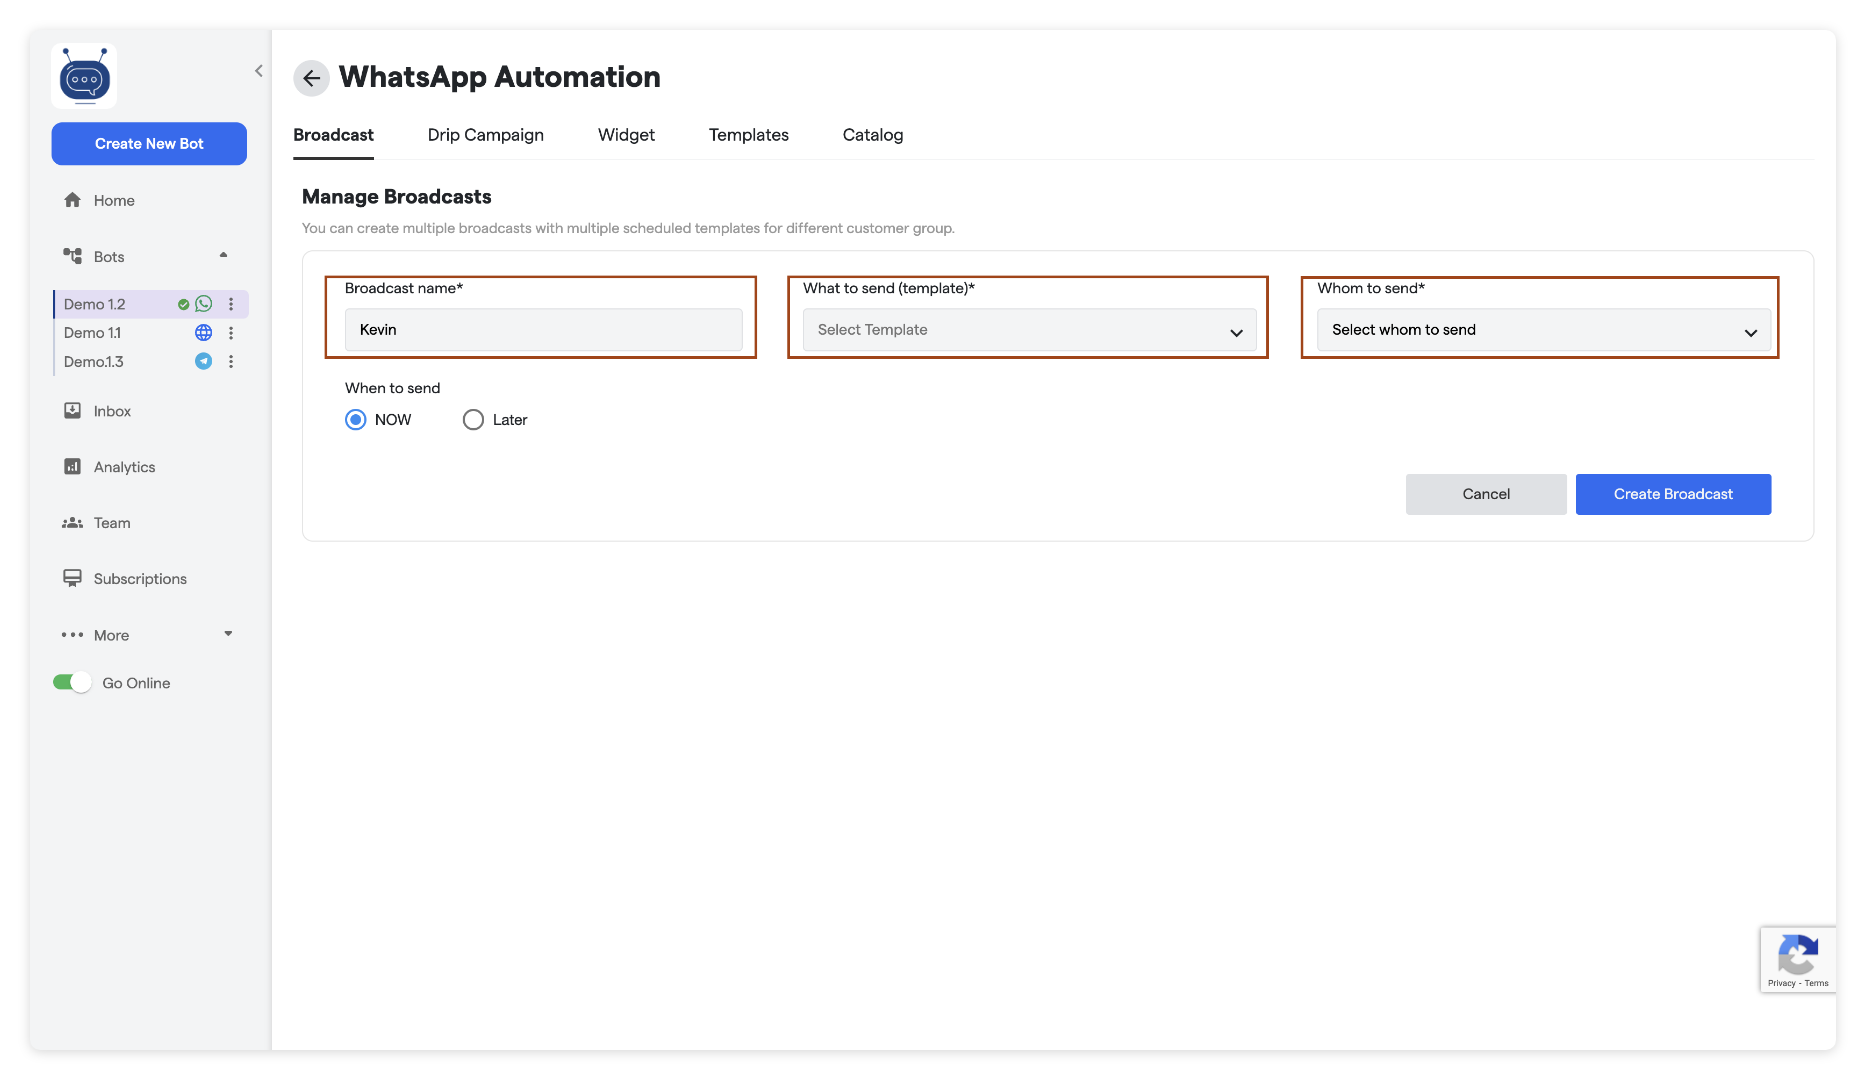 WhatsApp Automation
Create New Bot
Home
Bots
Demo 1.2
Demo 1.1
Demo.1.3
Inbox
Analytics
Team
Subscriptions
More
Go Online
Broadcast Drip Campaign Widget Templates Catalog
Manage Broadcasts
You can create multiple broadcasts with multiple scheduled templates for different customer group.
Broadcast name* What to send (template)* Whom to send*
Kevin Select Template Select whom to send
When to send
NOW Later
Cancel Create Broadcast
Privacy - Terms